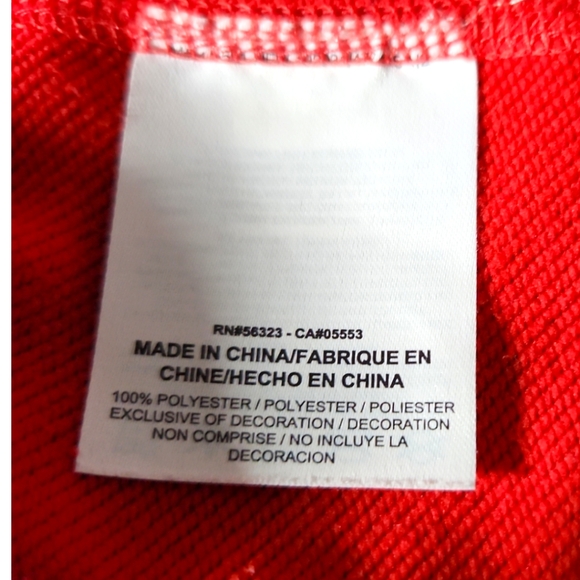 RN#56323 - CA#05553
MADE IN CHINA/FABRIQUE EN
CHINE/HECHO EN CHINA
100% POLYESTER / POLYESTER / POLIESTER
EXCLUSIVE OF DECORATION / DECORATION
NON COMPRISE / NO INCLUYE LA
DECORACION